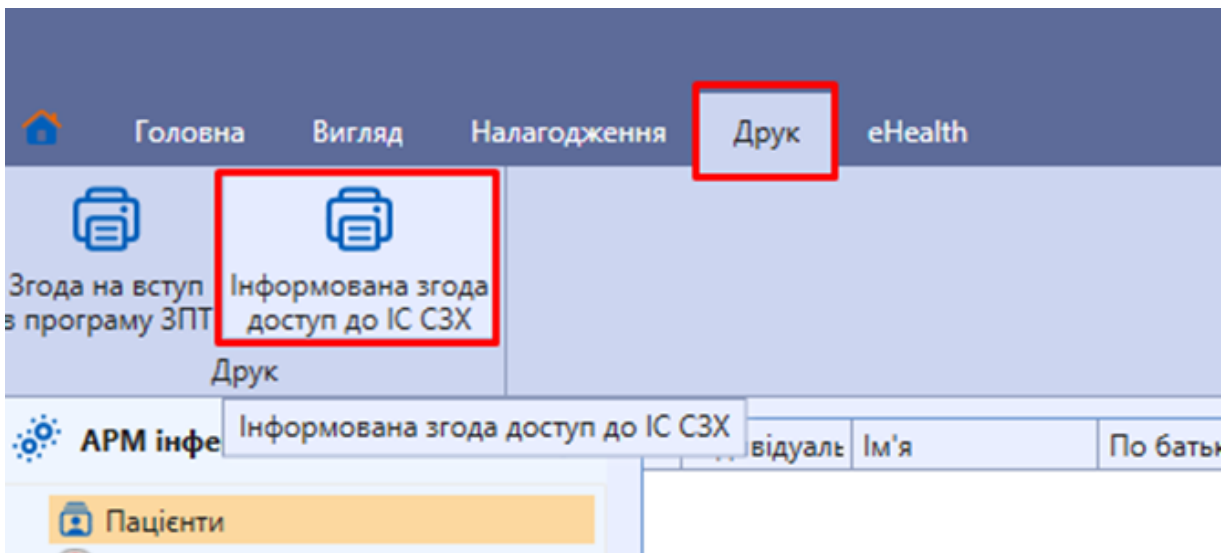 Головна Вигляд Налагодження Друк eHealth
Згода на вступ
в програму ЗПТ
Інформована згода
доступ до ІС СЗХ
Друк
Інформована згода доступ до ІС СЗХ
АРМ інфе
відуаль Ім'я По батьк
Пацієнти